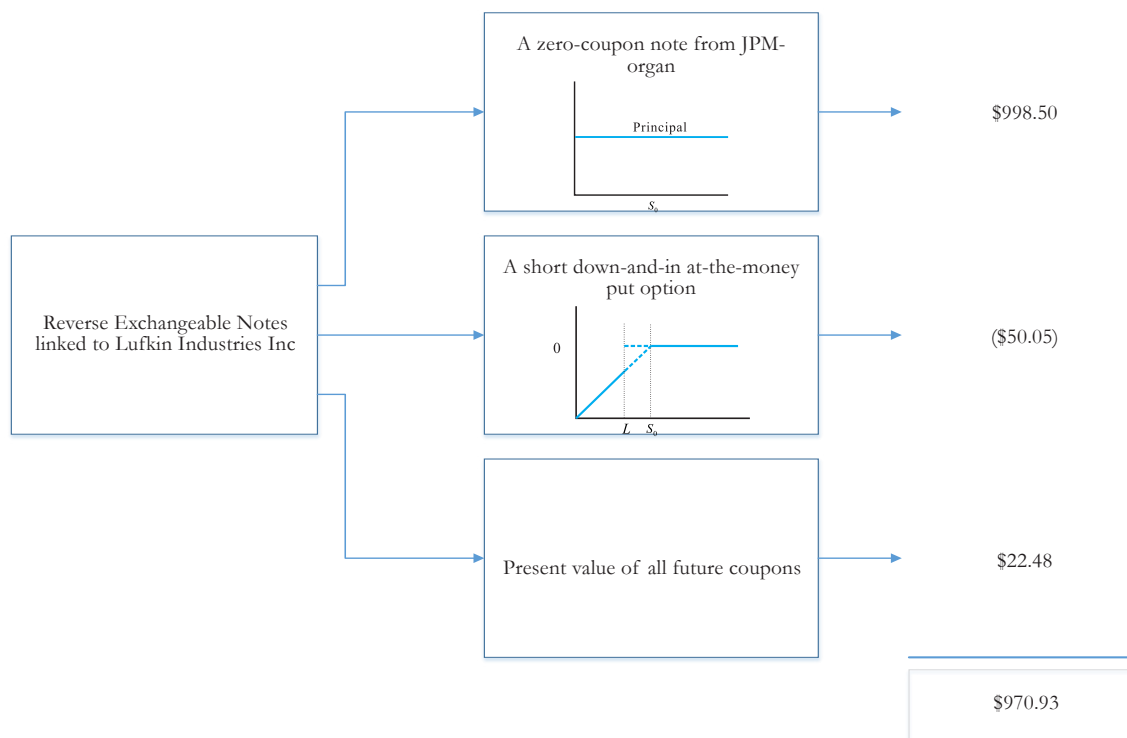 A zero-coupon note from JPM-
organ
Principal
S₀
$998.50
Reverse Exchangeable Notes
linked to Lufkin Industries Inc
A short down-and-in at-the-money
put option
0
L S₀
($50.05)
Present value of all future coupons
$22.48
$970.93